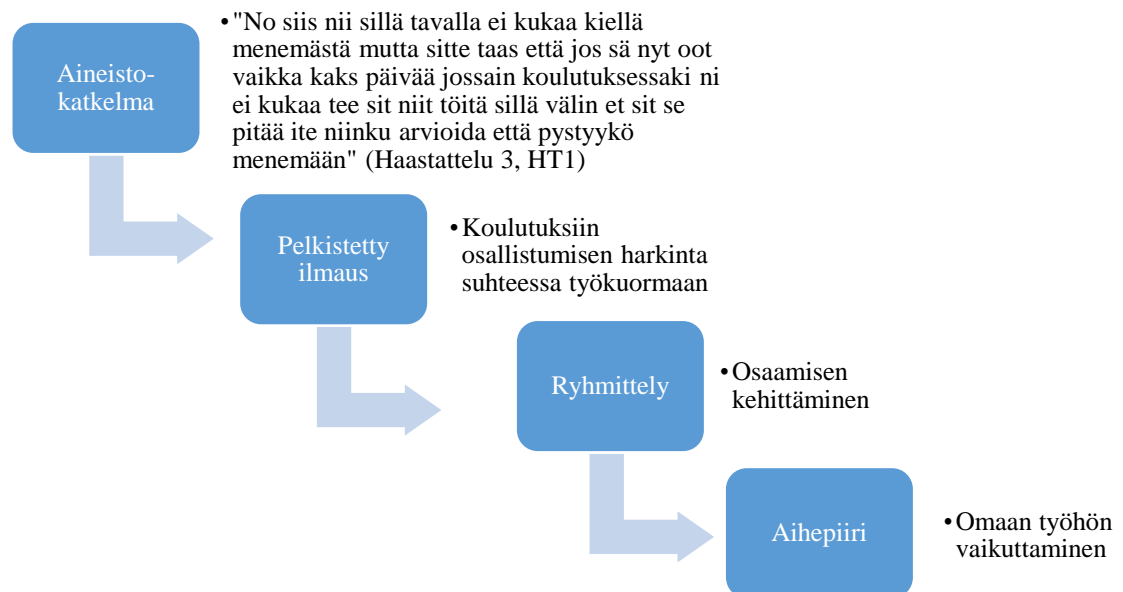 Aineisto-
katkelma
•"No siis nii sillä tavalla ei kukaa kiellä
menemästä mutta sitte taas että jos sä nyt oot
vaikka kaks päivää jossain koulutuksessaki ni
ei kukaa tee sit niit töitä sillä välin et sit se
pitää ite niinku arvioida että pystyykö
menemään" (Haastattelu 3, HT1)
Pelkistetty
ilmaus
•Koulutuksiin
osallistumisen harkinta
suhteessa työkuormaan
Ryhmittely
•Osaamisen
kehittäminen
Aihepiiri
•Omaan työhön
vaikuttaminen